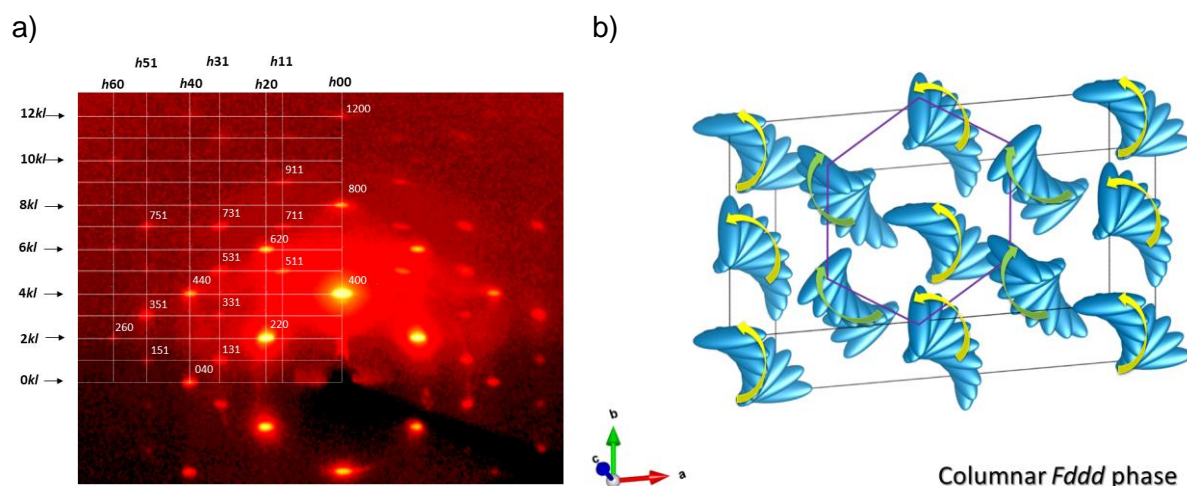 a)
b)
h51 h31 h11
h60 h40 h20 h00
12kl
1200
10kl
911
800
8kl
751 731 711
620
6kl
531 511
440 400
4kl
351 331
260 220
2kl
151 131
040
0kl
b
c
a
Columnar Fddd phase